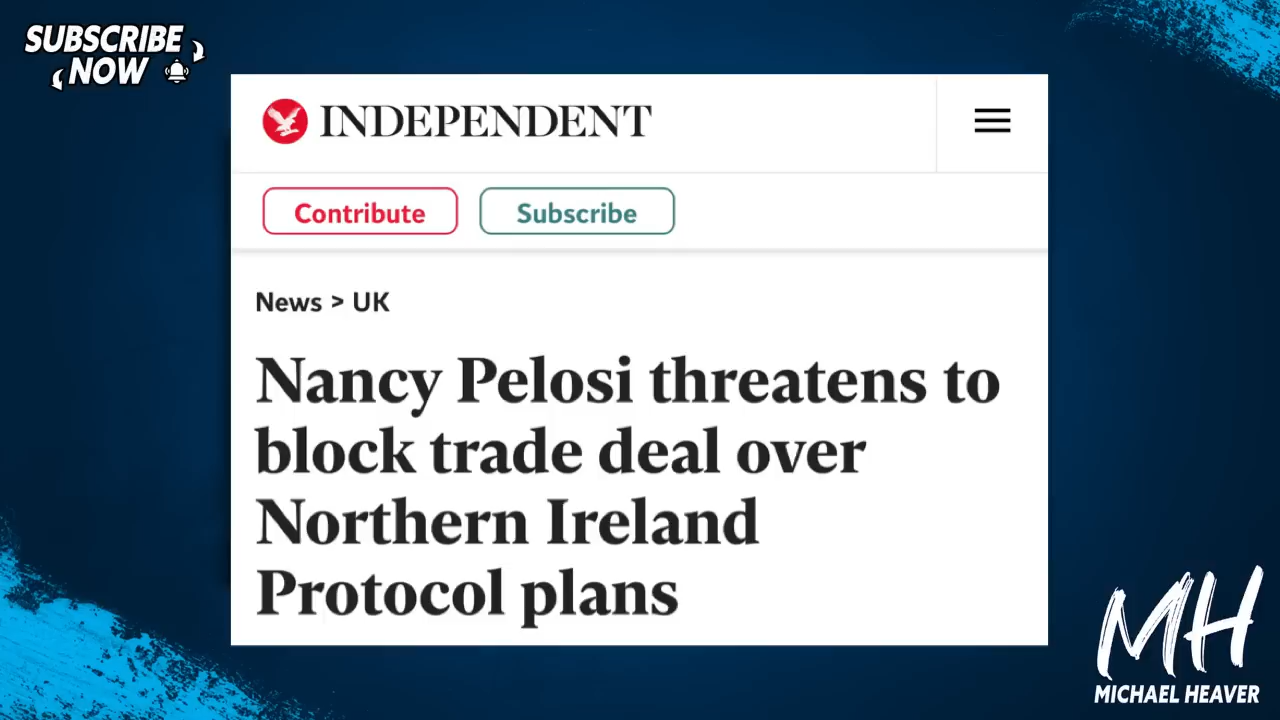 SUBSCRIBE
NOW
INDEPENDENT
Contribute
Subscribe
News > UK
Nancy Pelosi threatens to
block trade deal over
Northern Ireland
Protocol plans
MH
MICHAEL HEAVER